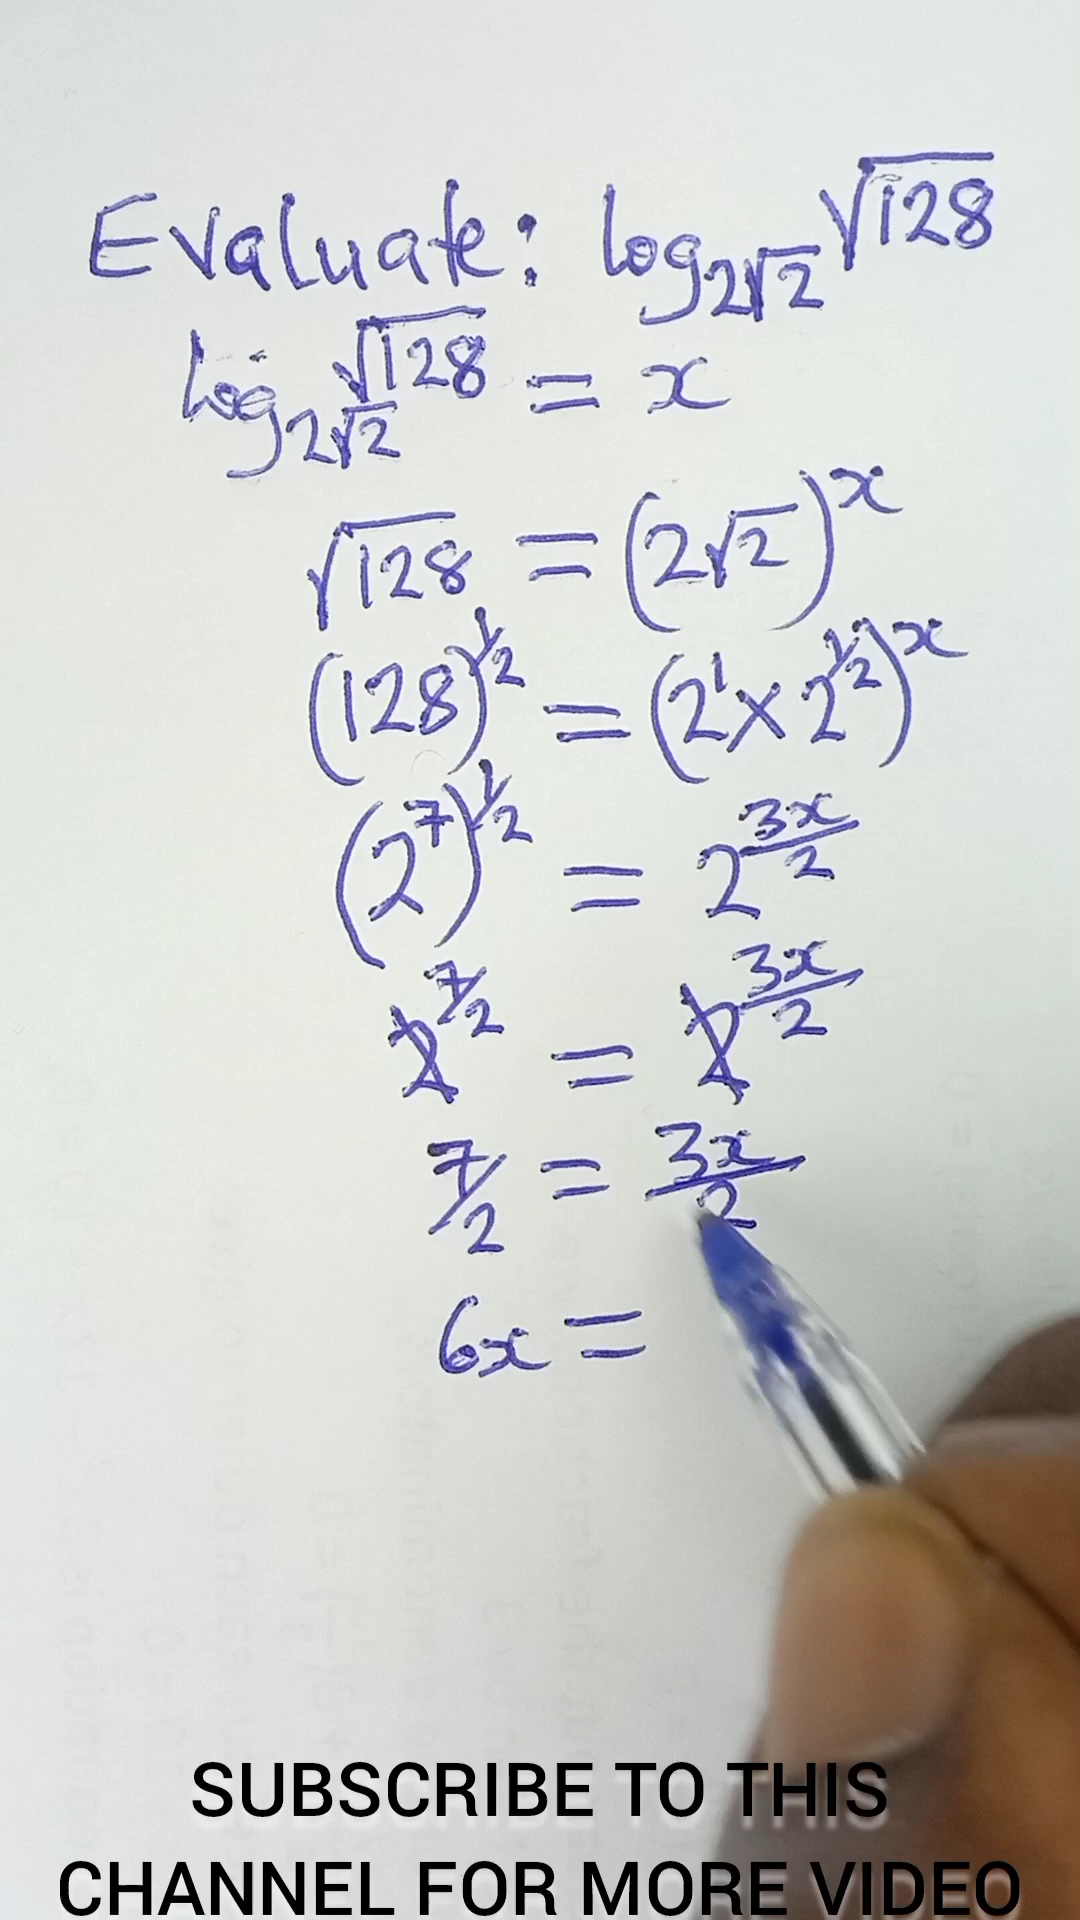 Evaluate: log_{2√2} √128
log_{2√2} √128 = x
√128 = (2√2)^x
(128)^{1/2} = (2^1 × 2^{1/2})^x
(2^7)^{1/2} = 2^{3x/2}
2^{7/2} = 2^{3x/2}
7/2 = 3x/2
6x =
SUBSCRIBE TO THIS
CHANNEL FOR MORE VIDEO